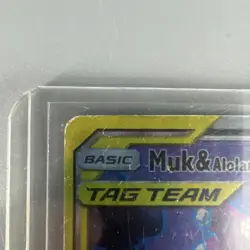 BASIC Muk & Alolan
TAG TEAM